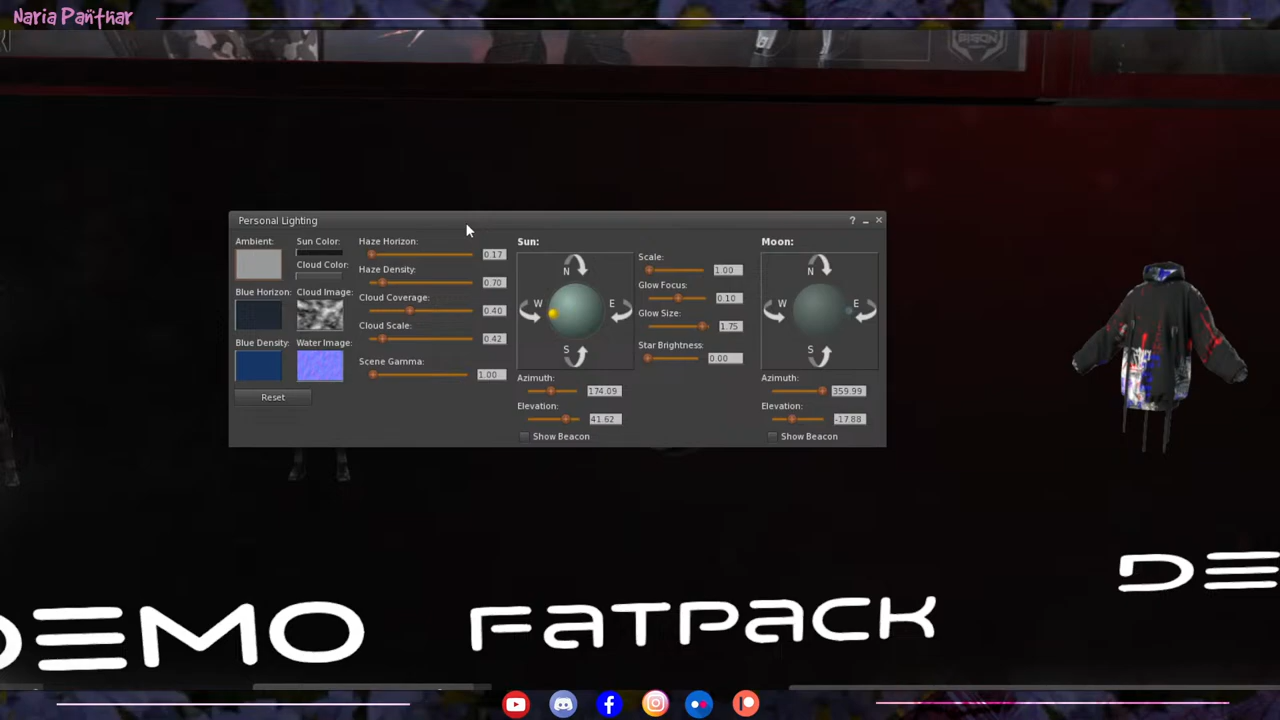 Naria Panthar
Personal Lighting
?
Ambient:
Sun Color:
Cloud Color:
Blue Horizon:
Cloud Image:
Blue Density:
Water Image:
Reset
Haze Horizon:
0.17
Haze Density:
0.70
Cloud Coverage:
0.40
Cloud Scale:
0.42
Scene Gamma:
1.00
Sun:
N
W
E
S
Azimuth:
174.09
Elevation:
41.62
Show Beacon
Scale:
1.00
Glow Focus:
0.10
Glow Size:
1.75
Star Brightness:
0.00
Moon:
N
W
E
S
Azimuth:
359.99
Elevation:
-17.88
Show Beacon
DEMO
FATPACK
DE